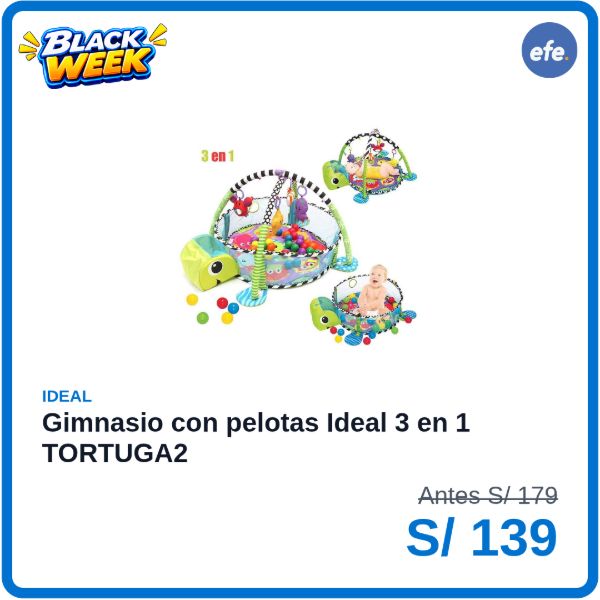 BLACK
WEEK
efe.
3 en 1
IDEAL
Gimnasio con pelotas Ideal 3 en 1
TORTUGA2
Antes S/ 179
S/ 139